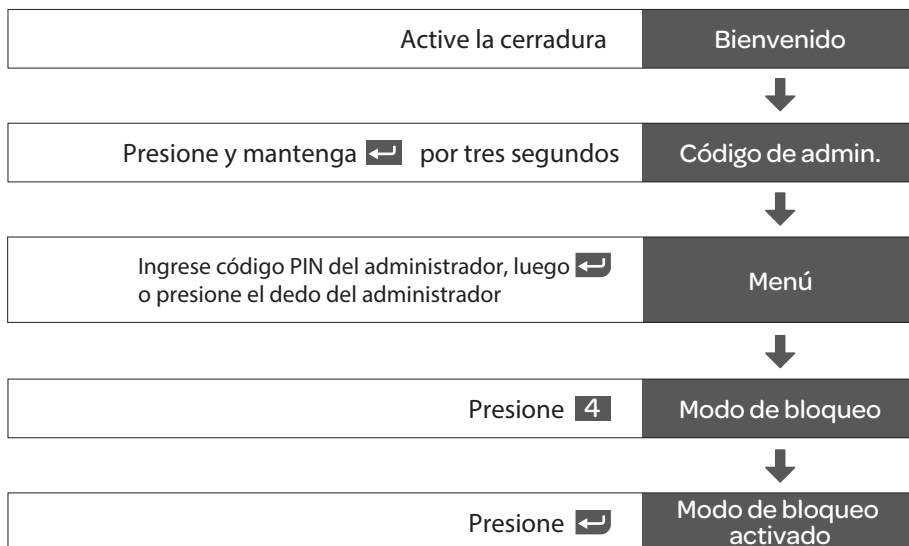 Active la cerradura Bienvenido
Presione y mantenga por tres segundos Código de admin.
Ingrese código PIN del administrador, luego
o presione el dedo del administrador
Menú
Presione 4 Modo de bloqueo
Presione
Modo de bloqueo
activado